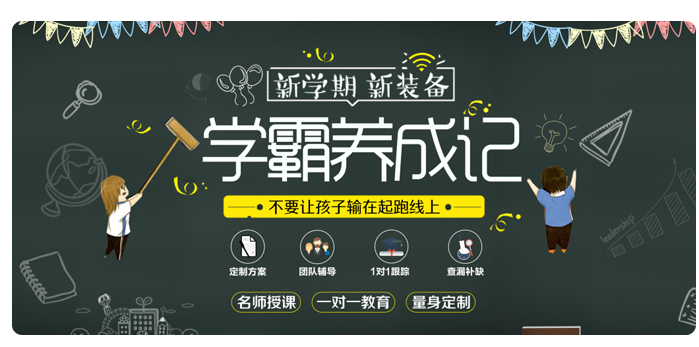 新学期 新装备
学霸养成记
不要让孩子输在起跑线上
定制方案 团队辅导 1对1跟踪 查漏补缺
名师授课 一对一教育 量身定制
leadership